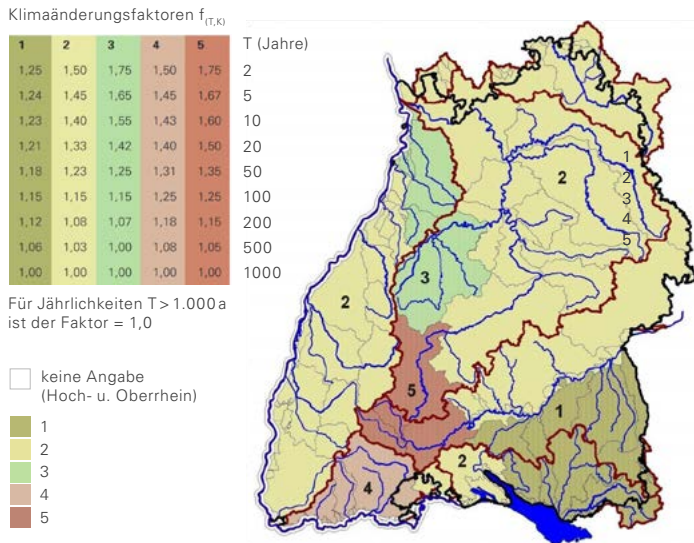 Klimaänderungsfaktoren f(T,K)
1 2 3 4 5 T (Jahre)
1,25 1,50 1,75 1,50 1,75 2
1,24 1,45 1,65 1,45 1,67 5
1,23 1,40 1,55 1,43 1,60 10
1,21 1,33 1,42 1,40 1,50 20
1,18 1,23 1,25 1,31 1,35 50
1,15 1,15 1,15 1,25 1,25 100
1,12 1,08 1,07 1,18 1,15 200
1,06 1,03 1,00 1,08 1,05 500
1,00 1,00 1,00 1,00 1,00 1000
Für Jährlichkeiten T > 1.000 a
ist der Faktor = 1,0
keine Angabe
(Hoch- u. Oberrhein)
1
2
3
4
5
1
2
3
4
5
2
3
2
5
1
2
4